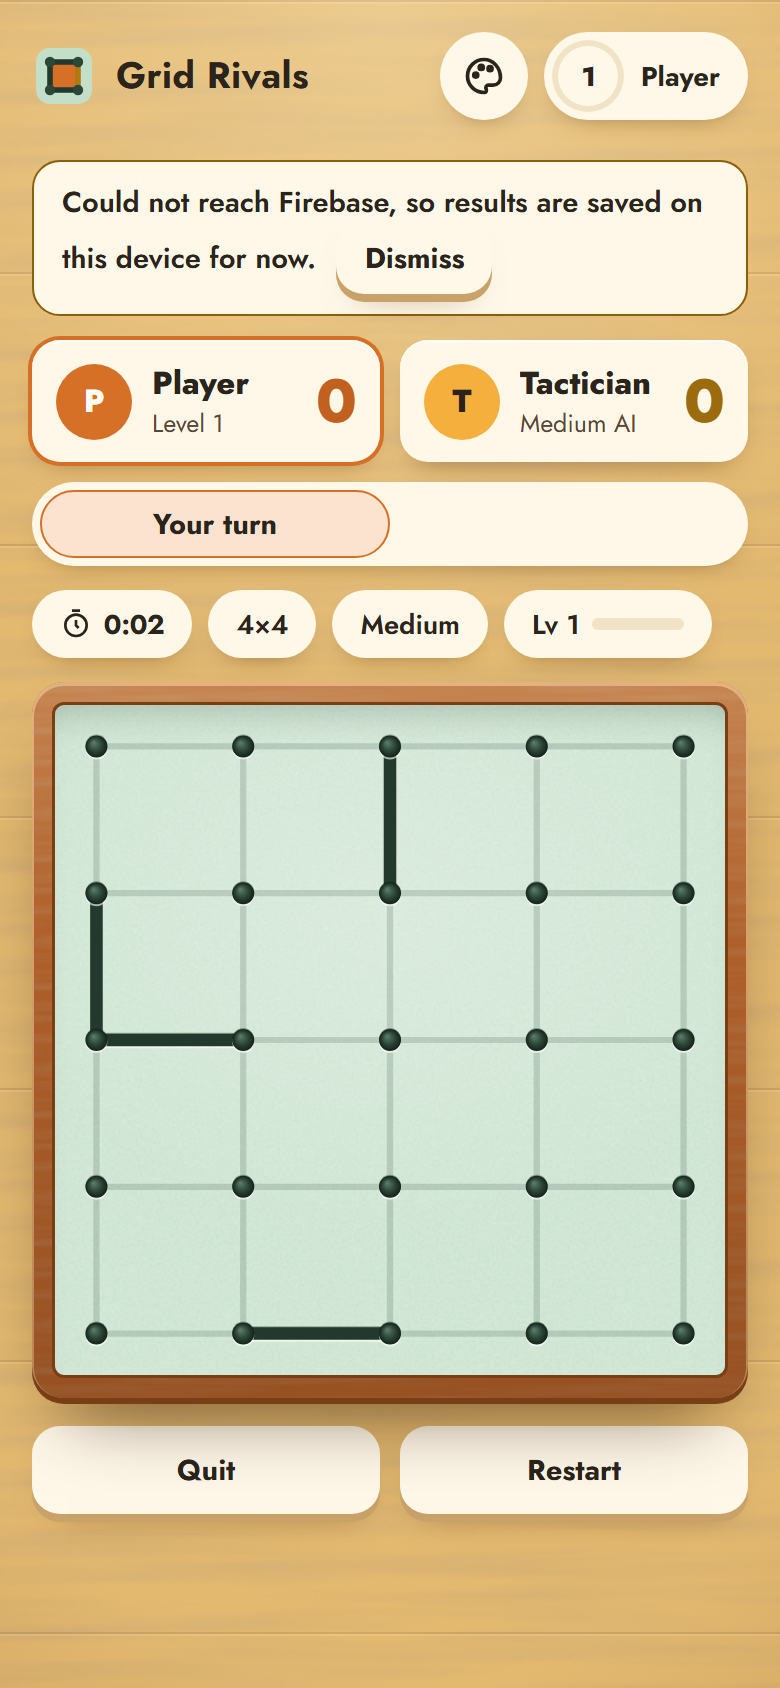 Grid Rivals
1 Player
Could not reach Firebase, so results are saved on
this device for now. Dismiss
P Player 0
Level 1
T Tactician 0
Medium AI
Your turn
0:02 4×4 Medium Lv 1
Quit Restart